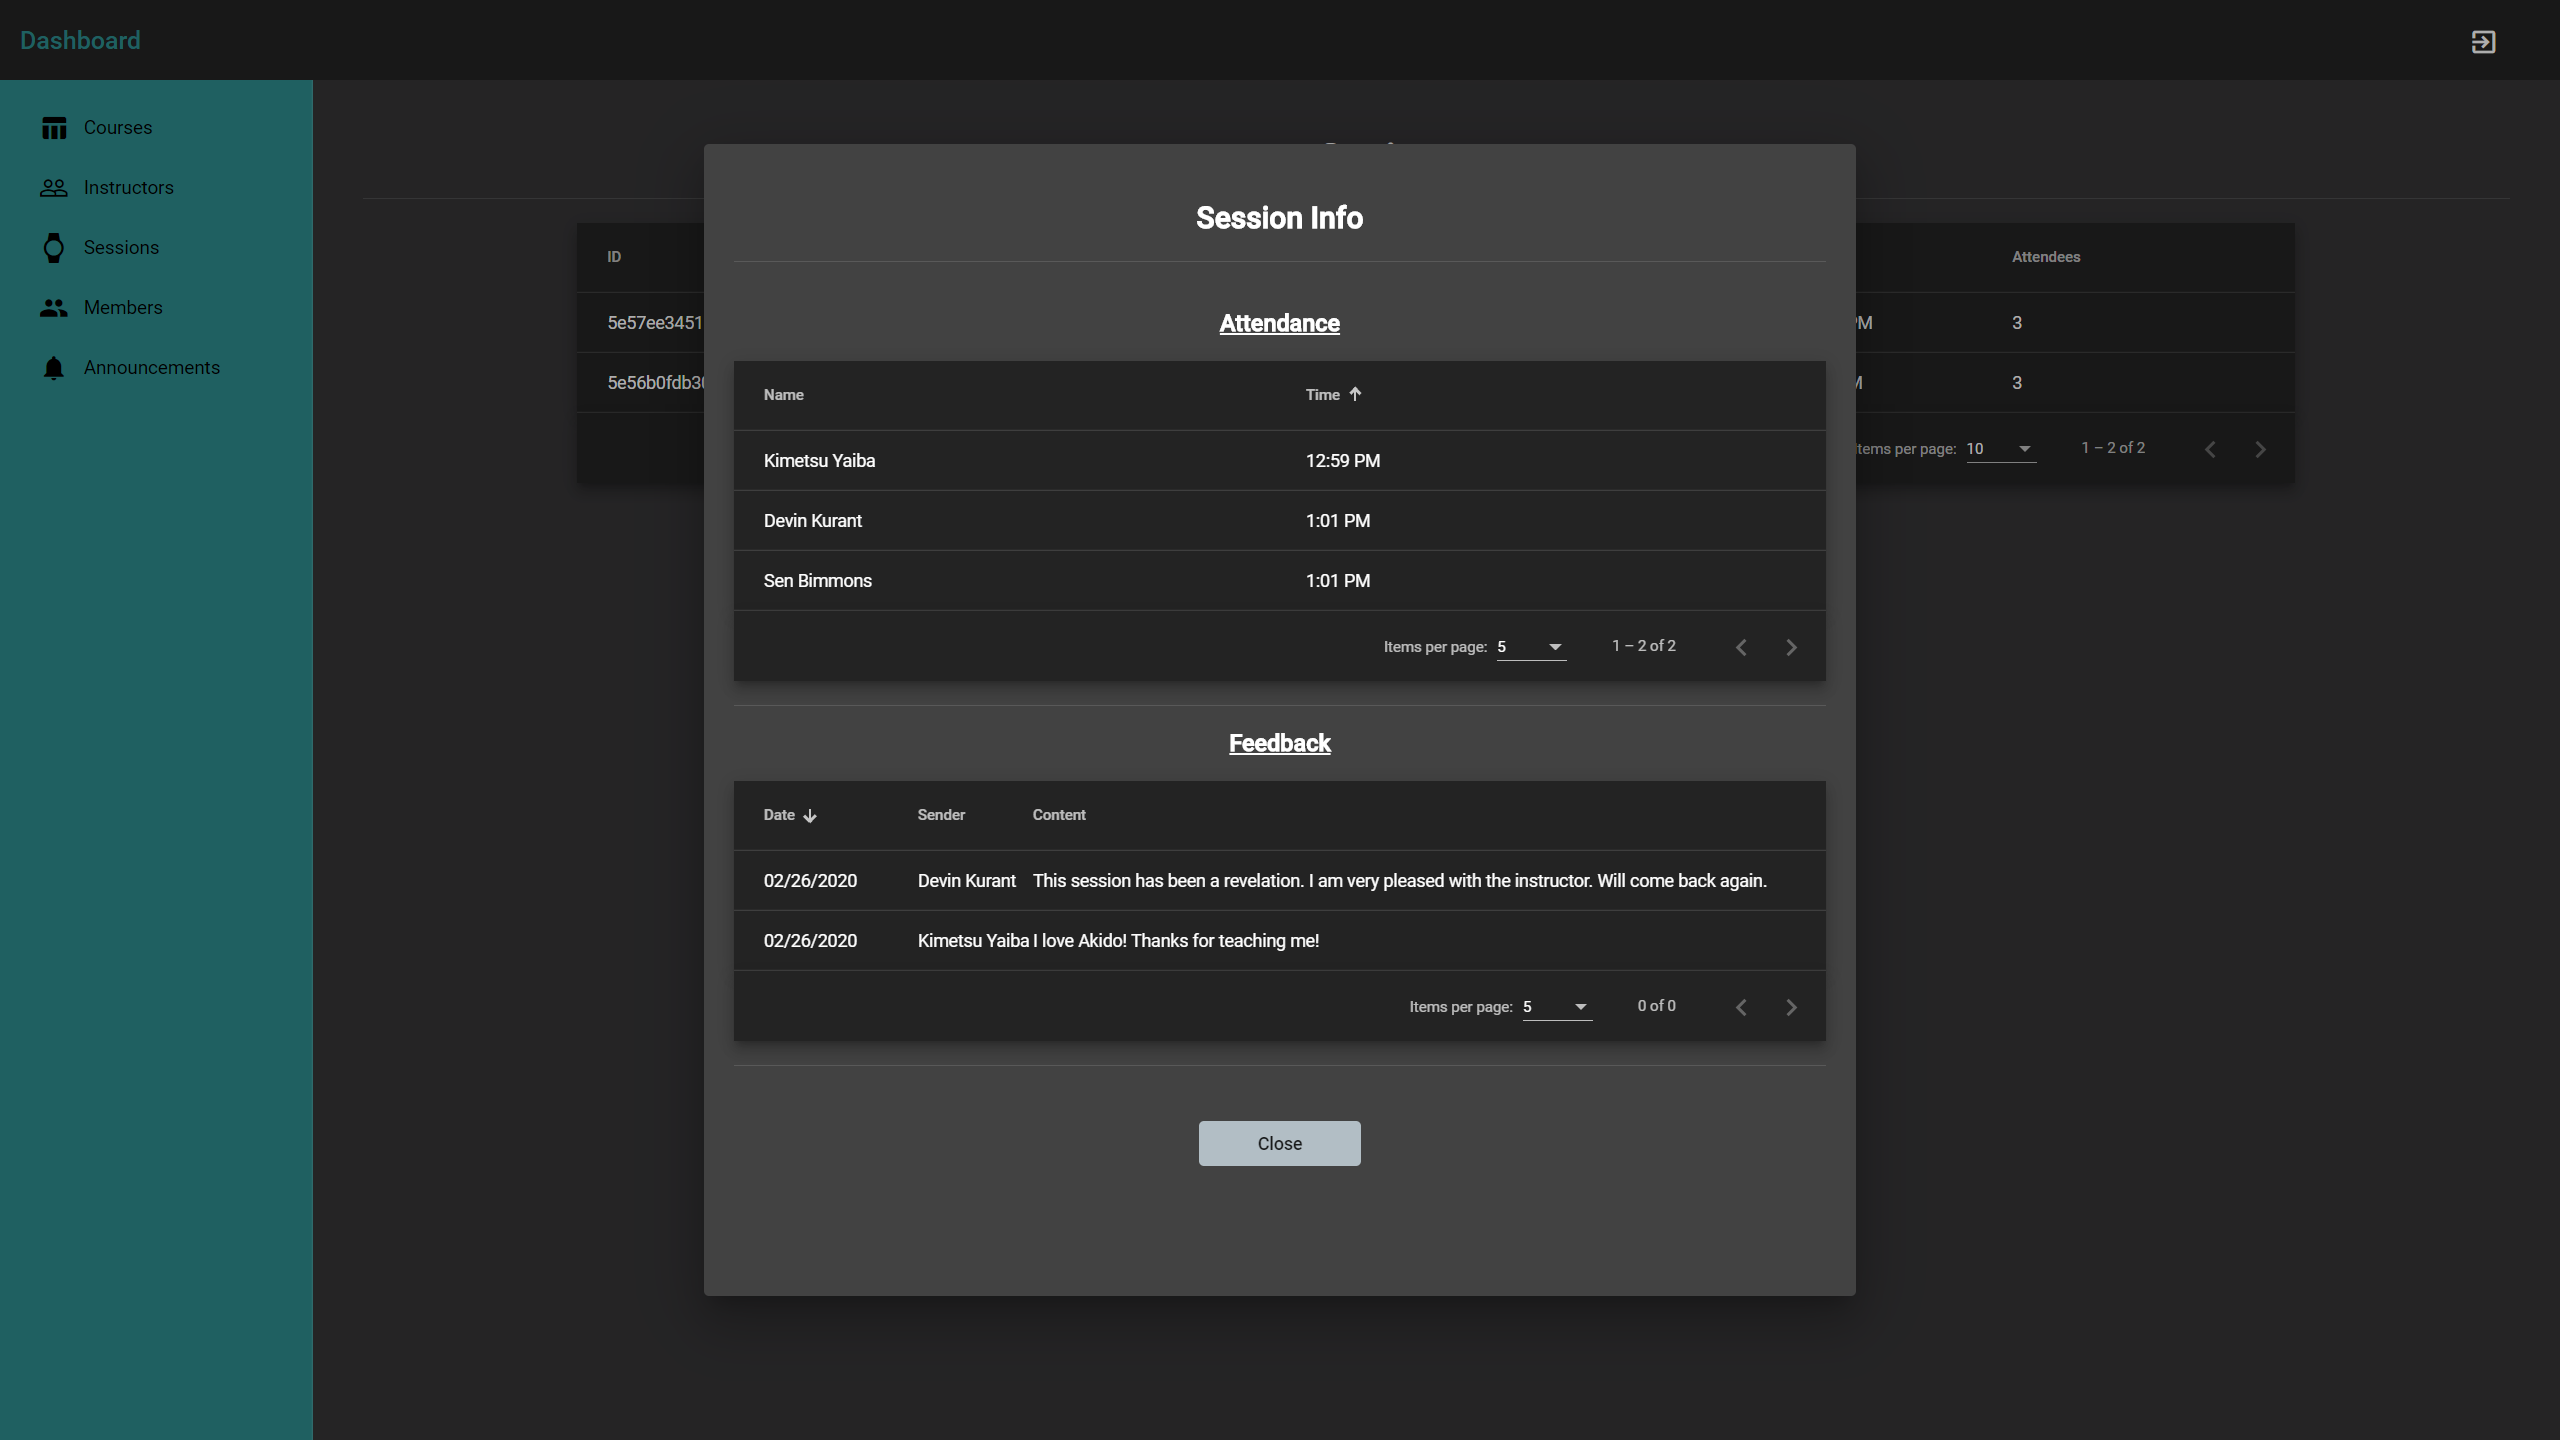 Dashboard
Courses
Instructors
Sessions
Members
Announcements
ID
Attendees
5e57ee3451
PM
3
5e56b0fdb30
3
Items per page: 10
1 – 2 of 2
Session Info
Attendance
Name Time
Kimetsu Yaiba 12:59 PM
Devin Kurant 1:01 PM
Sen Bimmons 1:01 PM
Items per page: 5 1 – 2 of 2
Feedback
Date Sender Content
02/26/2020 Devin Kurant This session has been a revelation. I am very pleased with the instructor. Will come back again.
02/26/2020 Kimetsu Yaiba I love Akido! Thanks for teaching me!
Items per page: 5 0 of 0
Close